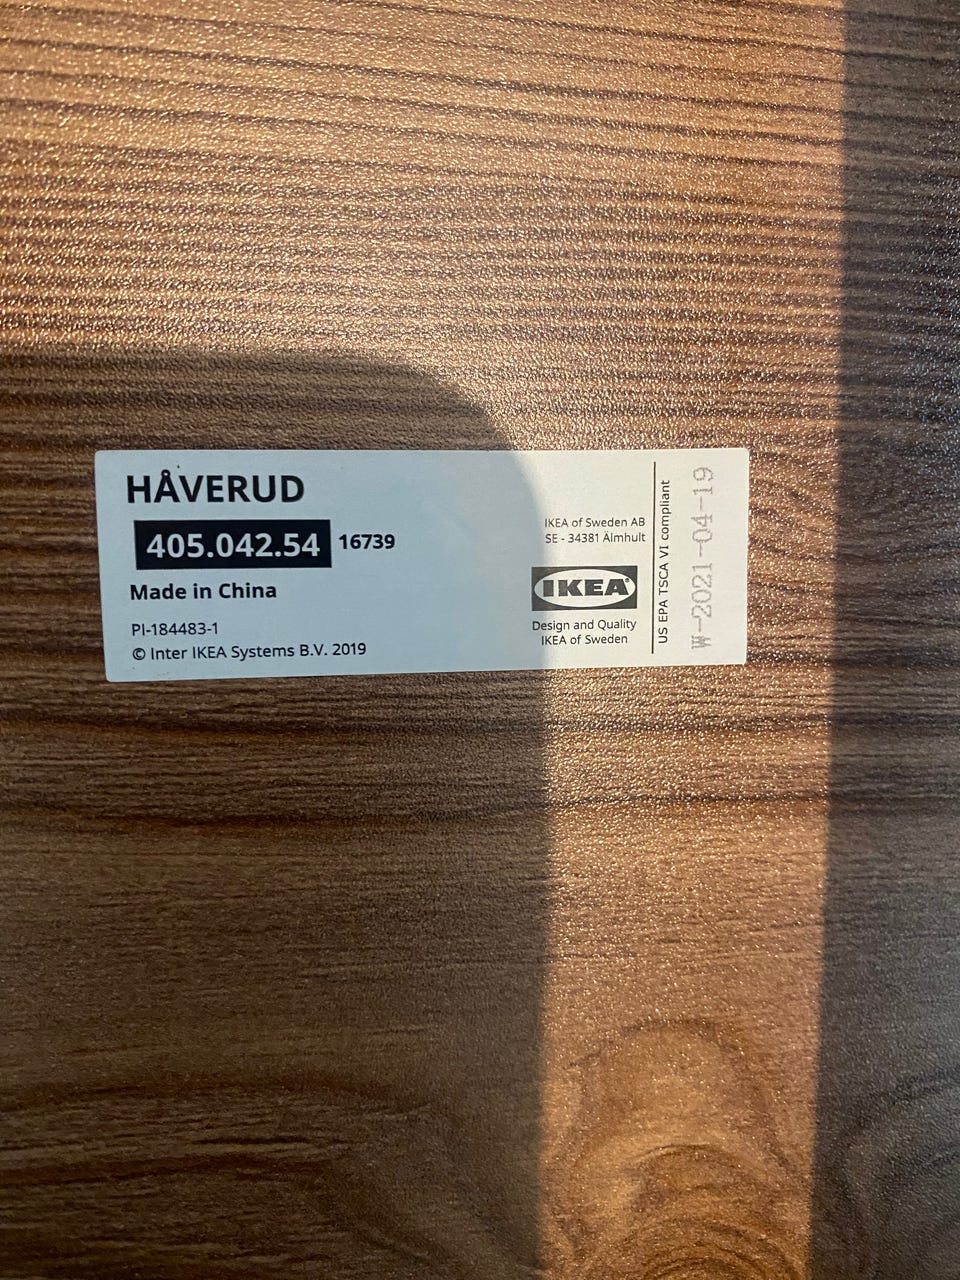 HÅVERUD
405.042.54 16739
Made in China
PI-184483-1
© Inter IKEA Systems B.V. 2019
IKEA of Sweden AB
SE - 34381 Älmhult
IKEA
Design and Quality
IKEA of Sweden
US EPA TSCA VI compliant
W-2021-04-19